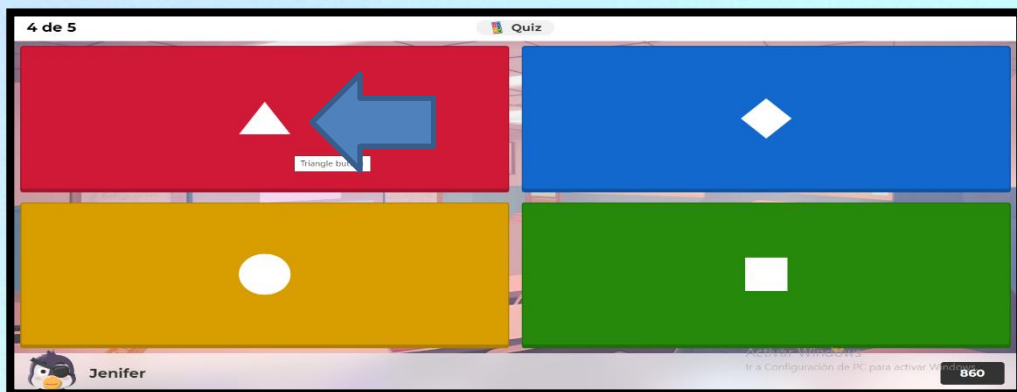 4 de 5
Quiz
Triangle bu
Activar Windows
Ir a Configuración de PC para activar Windows.
Jenifer
860